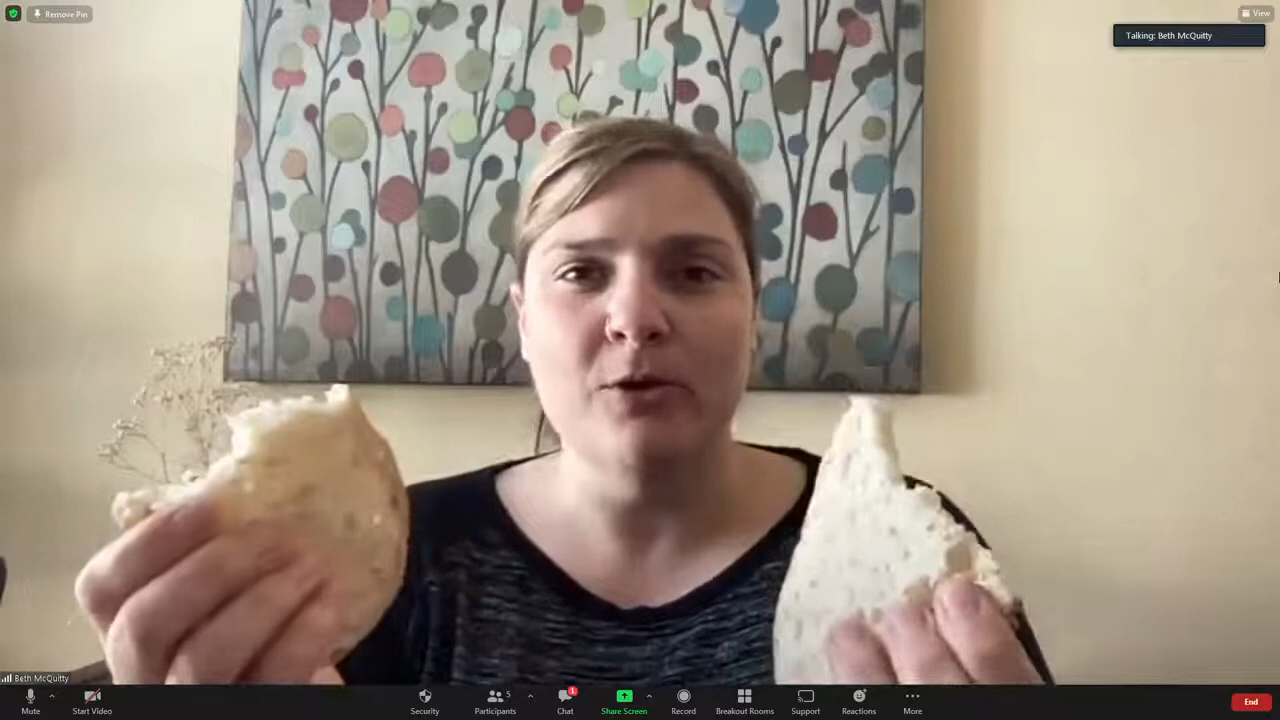 Remove Pin
View
Talking: Beth McQuitty
Beth McQuitty
Mute
Start Video
Security
Participants
5
Chat
1
Share Screen
Record
Breakout Rooms
Support
Reactions
More
End